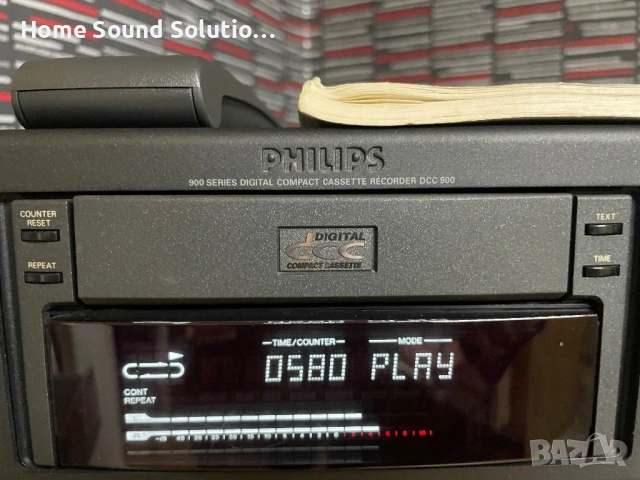 Home Sound Solutio...
PHILIPS
900 SERIES DIGITAL COMPACT CASSETTE RECORDER DCC 900
COUNTER RESET
TEXT
REPEAT
TIME
DIGITAL
dcc
COMPACT CASSETTE
TIME/COUNTER
MODE
0580 PLAY
CONT
REPEAT
bazar